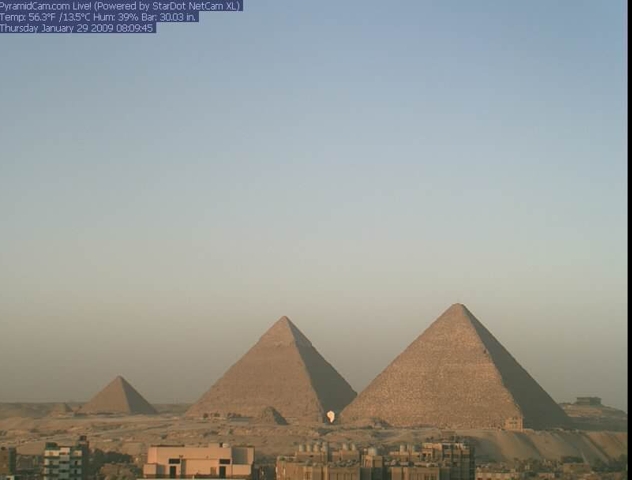 PyramidCam.com Live! (Powered by StarDot NetCam XL)
Temp: 56.3°F /13.5°C Hum: 39% Bar: 30.03 in.
Thursday January 29 2009 08:09:45